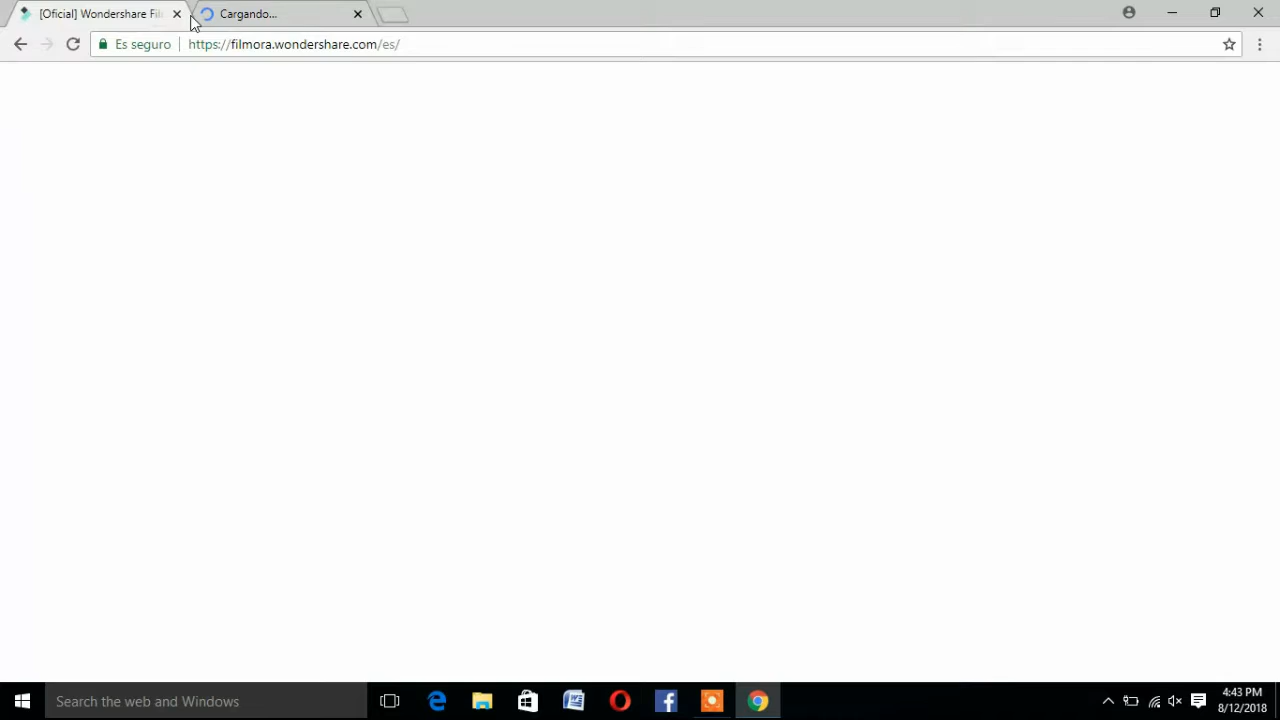 [Oficial] Wondershare Fil
Cargando...
Es seguro
https://filmora.wondershare.com/es/
Search the web and Windows
4:43 PM
8/12/2018